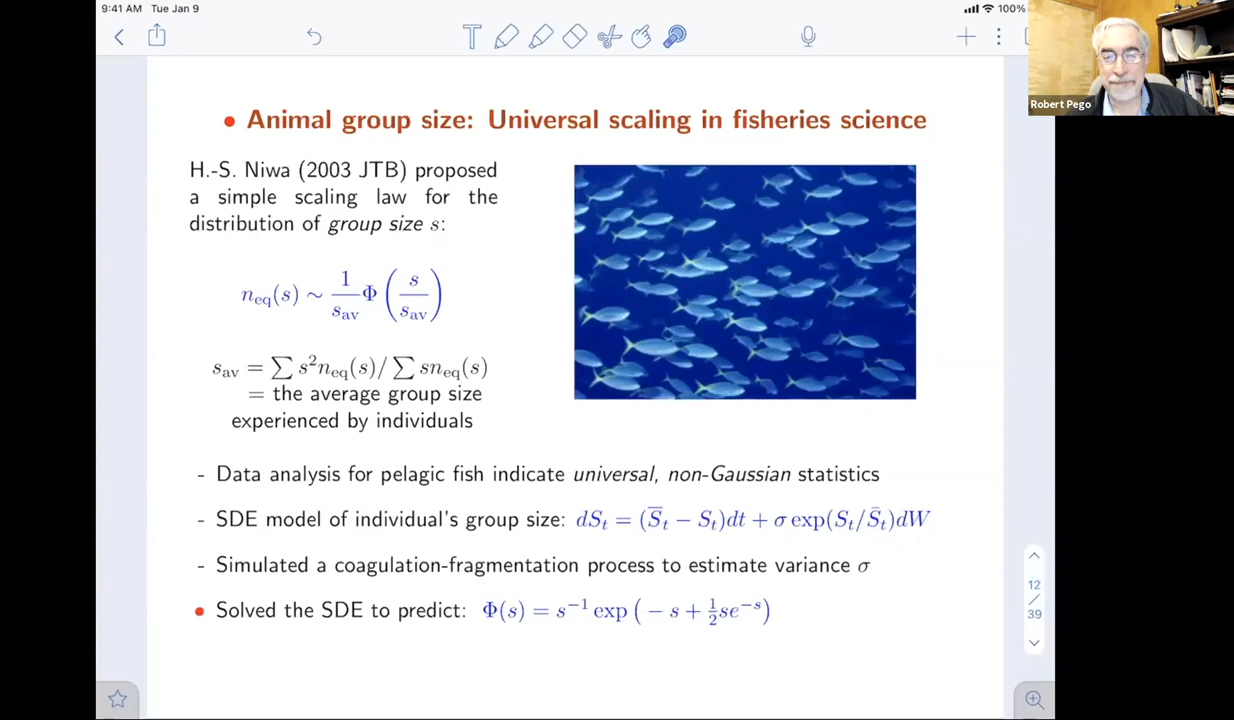 9:41 AM Tue Jan 9
100%
Robert Pego
• Animal group size: Universal scaling in fisheries science
H.-S. Niwa (2003 JTB) proposed
a simple scaling law for the
distribution of group size s:
n_eq(s) ∼ 1/s_av Φ(s/s_av)
s_av = ∑ s²n_eq(s)/ ∑ sn_eq(s)
= the average group size
experienced by individuals
- Data analysis for pelagic fish indicate universal, non-Gaussian statistics
- SDE model of individual's group size: dS_t = (S̅_t − S_t)dt + σ exp(S_t/S̅_t)dW
- Simulated a coagulation-fragmentation process to estimate variance σ
• Solved the SDE to predict: Φ(s) = s⁻¹ exp(− s + ½se⁻ˢ)
12
/
39